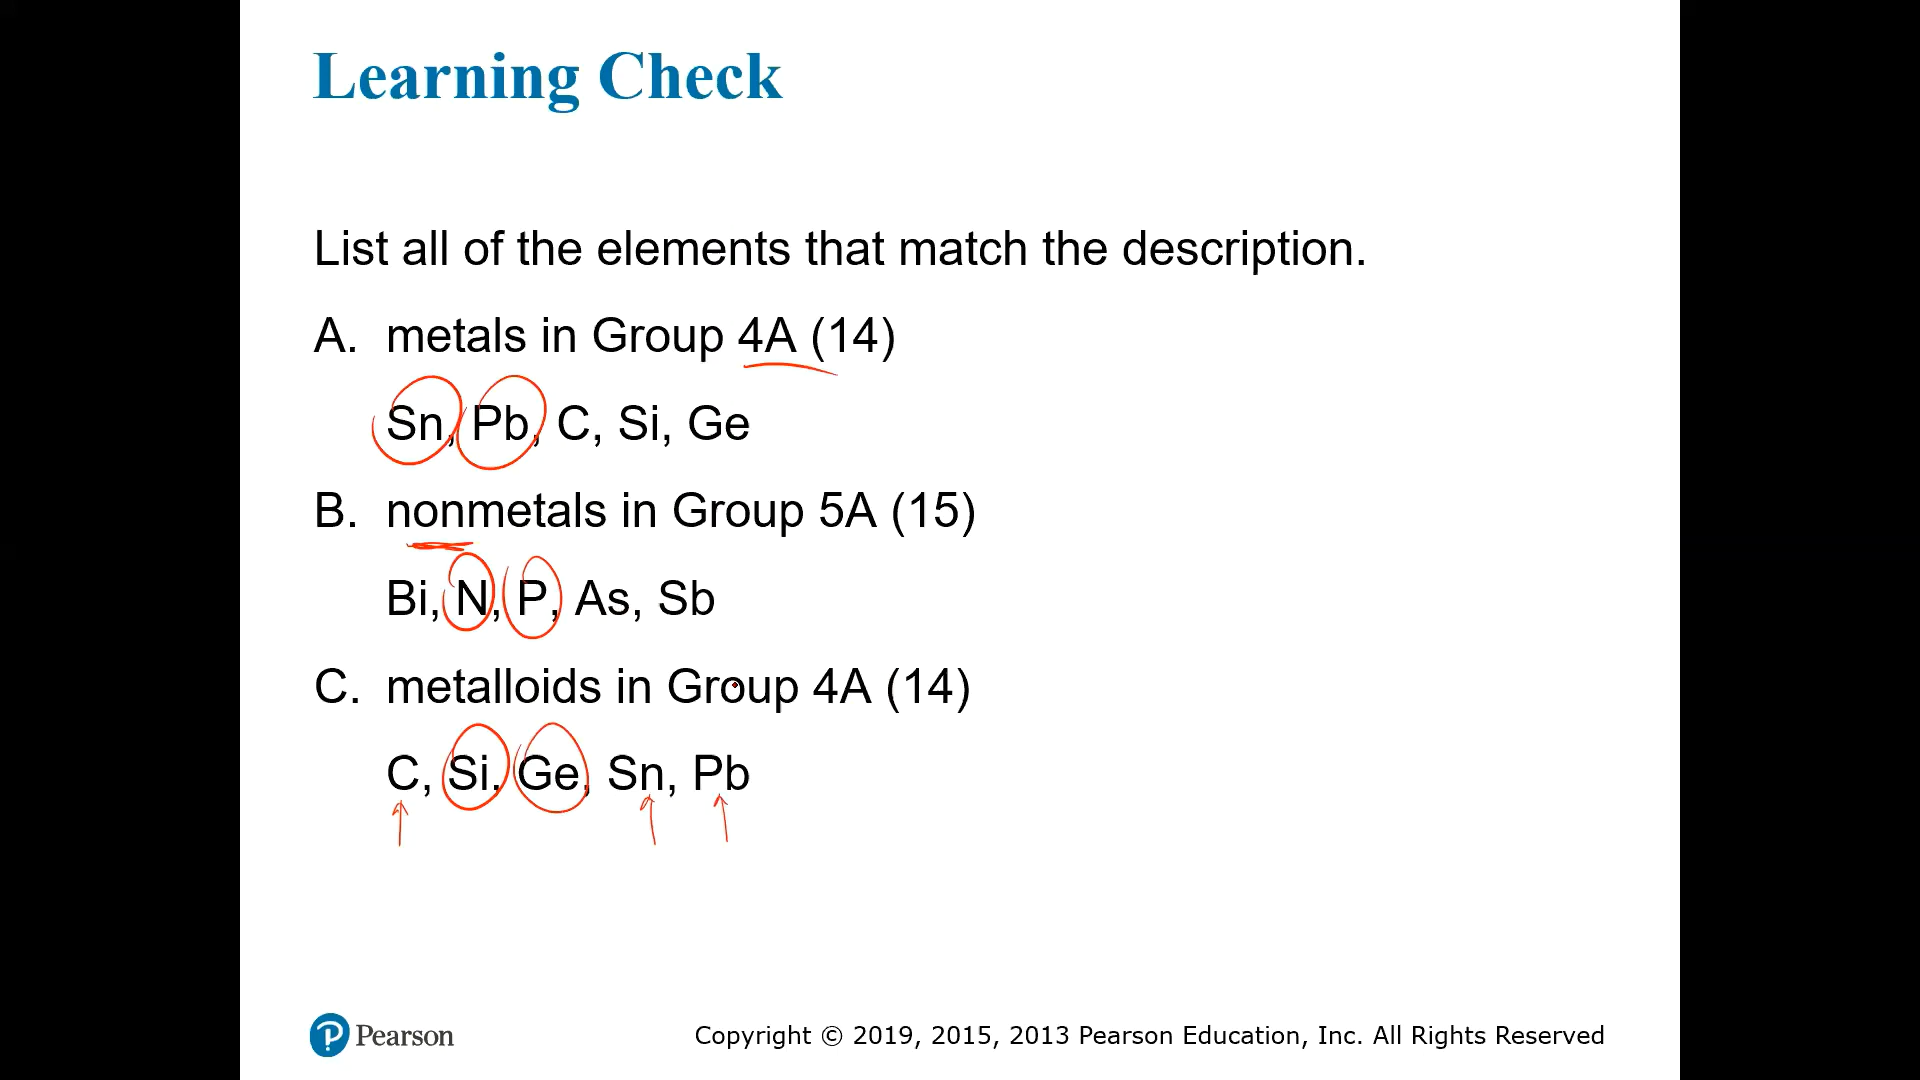 Learning Check
List all of the elements that match the description.
A. metals in Group 4A (14)
Sn, Pb, C, Si, Ge
B. nonmetals in Group 5A (15)
Bi, N, P, As, Sb
C. metalloids in Group 4A (14)
C, Si, Ge, Sn, Pb
Pearson
Copyright © 2019, 2015, 2013 Pearson Education, Inc. All Rights Reserved